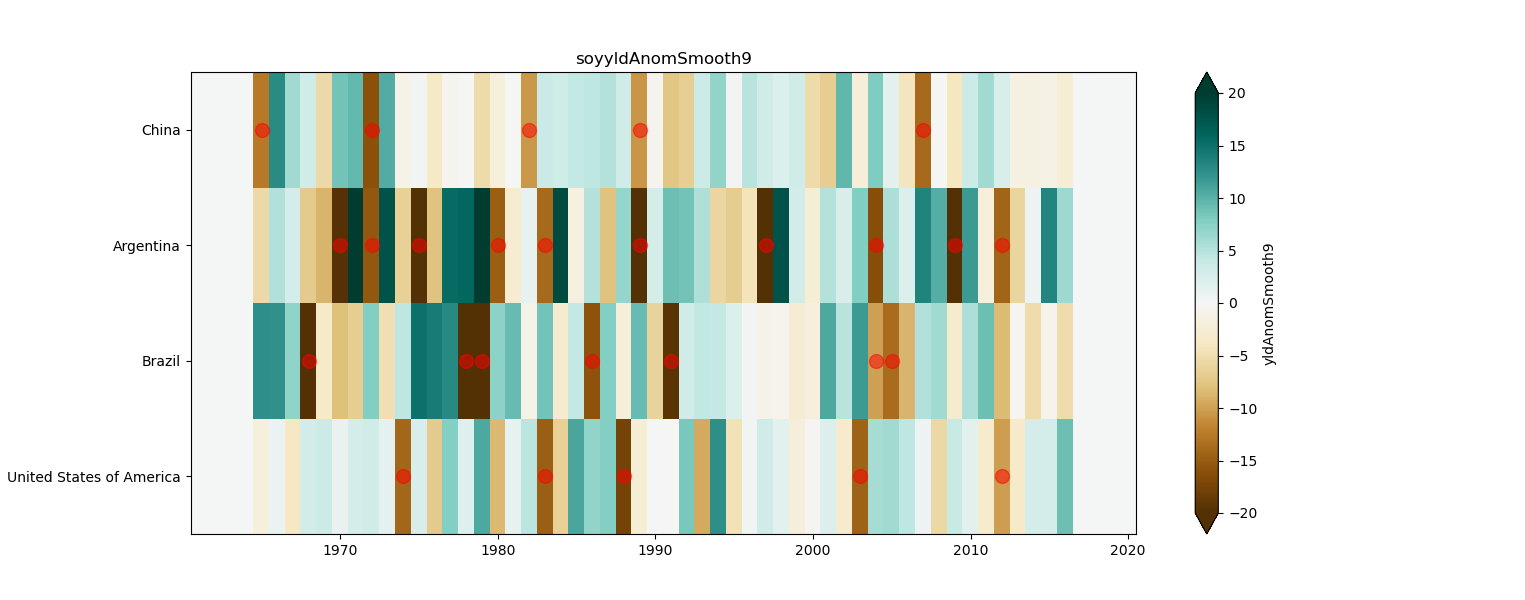 soyyldAnomSmooth9
China
Argentina
Brazil
United States of America
1970 1980 1990 2000 2010 2020
20
15
10
5
0
−5
−10
−15
−20
yldAnomSmooth9